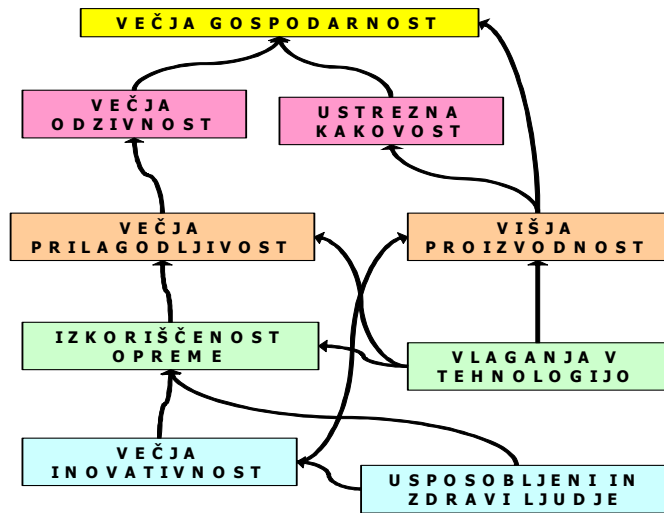 VEČJA GOSPODARNOST
VEČJA
ODZIVNOST
USTREZNA
KAKOVOST
VEČJA
PRILAGODLJIVOST
VIŠJA
PROIZVODNOST
IZKORIŠČENOST
OPREME
VLAGANJA V
TEHNOLOGIJO
VEČJA
INOVATIVNOST
USPOSOBLJENI IN
ZDRAVI LJUDJE